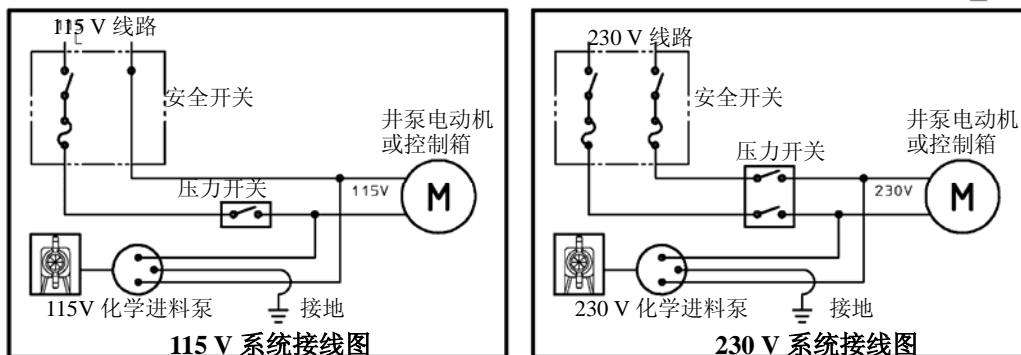 115 V 线路
安全开关
井泵电动机
或控制箱
压力开关
115V
M
115V 化学进料泵
接地
115 V 系统接线图
230 V 线路
安全开关
井泵电动机
或控制箱
压力开关
230V
M
230 V 化学进料泵
接地
230 V 系统接线图